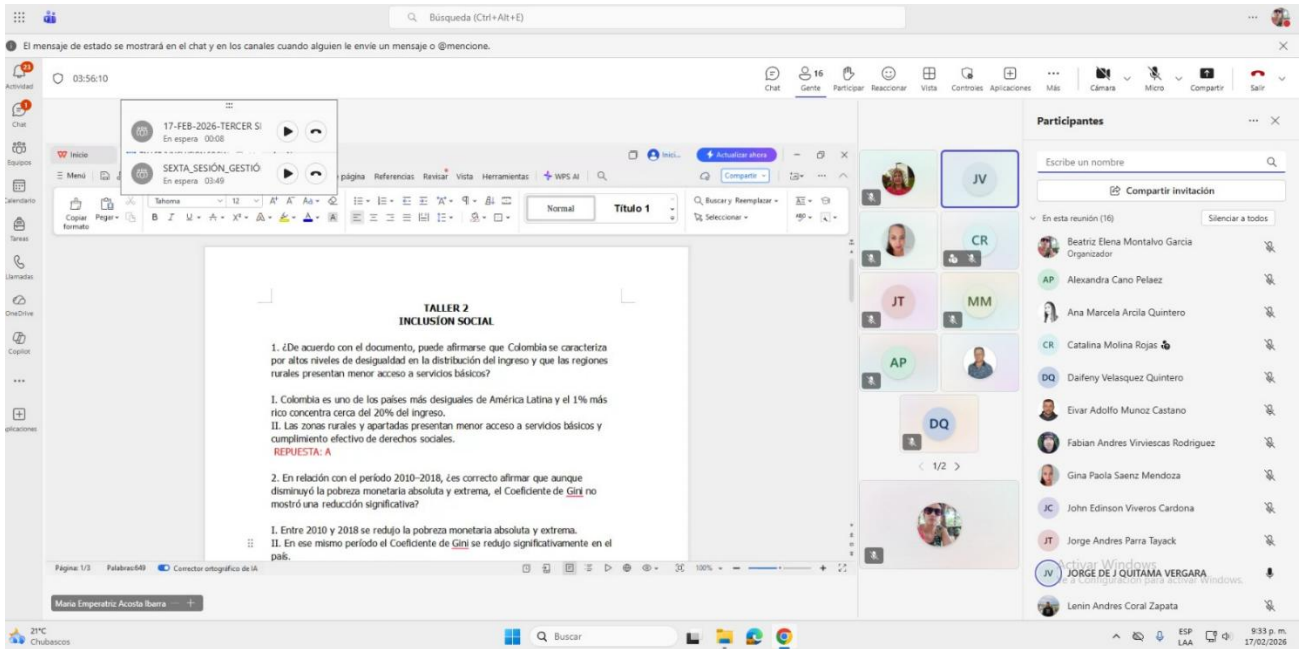 Búsqueda (Ctrl+Alt+E)
El mensaje de estado se mostrará en el chat y en los canales cuando alguien le envíe un mensaje o @mencione.
23
Actividad
1
Chat
Equipos
Calendario
Tareas
Llamadas
OneDrive
Copilot
03:56:10
16
Chat
Gente
Participar
Reaccionar
Vista
Controles
Aplicaciones
Más
Cámara
Micro
Compartir
Salir
17-FEB-2026-TERCER SI
En espera 00:08
SEXTA_SESIÓN_GESTIÓ
En espera 03:49
Inicio
Inici...
Actualizar ahora
Menú
página Referencias Revisar Vista Herramientas WPS AI
Compartir
Copiar formato
Pegar
Tahoma
12
Normal
Título 1
Buscar y Reemplazar
Seleccionar
TALLER 2
INCLUSÍON SOCIAL
1. ¿De acuerdo con el documento, puede afirmarse que Colombia se caracteriza
por altos niveles de desigualdad en la distribución del ingreso y que las regiones
rurales presentan menor acceso a servicios básicos?
I. Colombia es uno de los países más desiguales de América Latina y el 1% más
rico concentra cerca del 20% del ingreso.
II. Las zonas rurales y apartadas presentan menor acceso a servicios básicos y
cumplimiento efectivo de derechos sociales.
REPUESTA: A
2. En relación con el período 2010–2018, ¿es correcto afirmar que aunque
disminuyó la pobreza monetaria absoluta y extrema, el Coeficiente de Gini no
mostró una reducción significativa?
I. Entre 2010 y 2018 se redujo la pobreza monetaria absoluta y extrema.
II. En ese mismo período el Coeficiente de Gini se redujo significativamente en el
país.
Página: 1/3
Palabras:649
Corrector ortográfico de IA
100%
Maria Emperatriz Acosta Ibarra
JV
CR
JT
MM
AP
DQ
1/2
Participantes
Escribe un nombre
Compartir invitación
En esta reunión (16)
Silenciar a todos
Beatriz Elena Montalvo Garcia
Organizador
AP Alexandra Cano Pelaez
Ana Marcela Arcila Quintero
CR Catalina Molina Rojas
DQ Daifeny Velasquez Quintero
Eivar Adolfo Munoz Castano
Fabian Andres Virviescas Rodriguez
Gina Paola Saenz Mendoza
JC John Edinson Viveros Cardona
JT Jorge Andres Parra Tayack
Activar Windows
JV JORGE DE J QUITAMA VERGARA
Lenin Andres Coral Zapata
21°C
Chubascos
Buscar
ESP
LAA
9:33 p. m.
17/02/2026